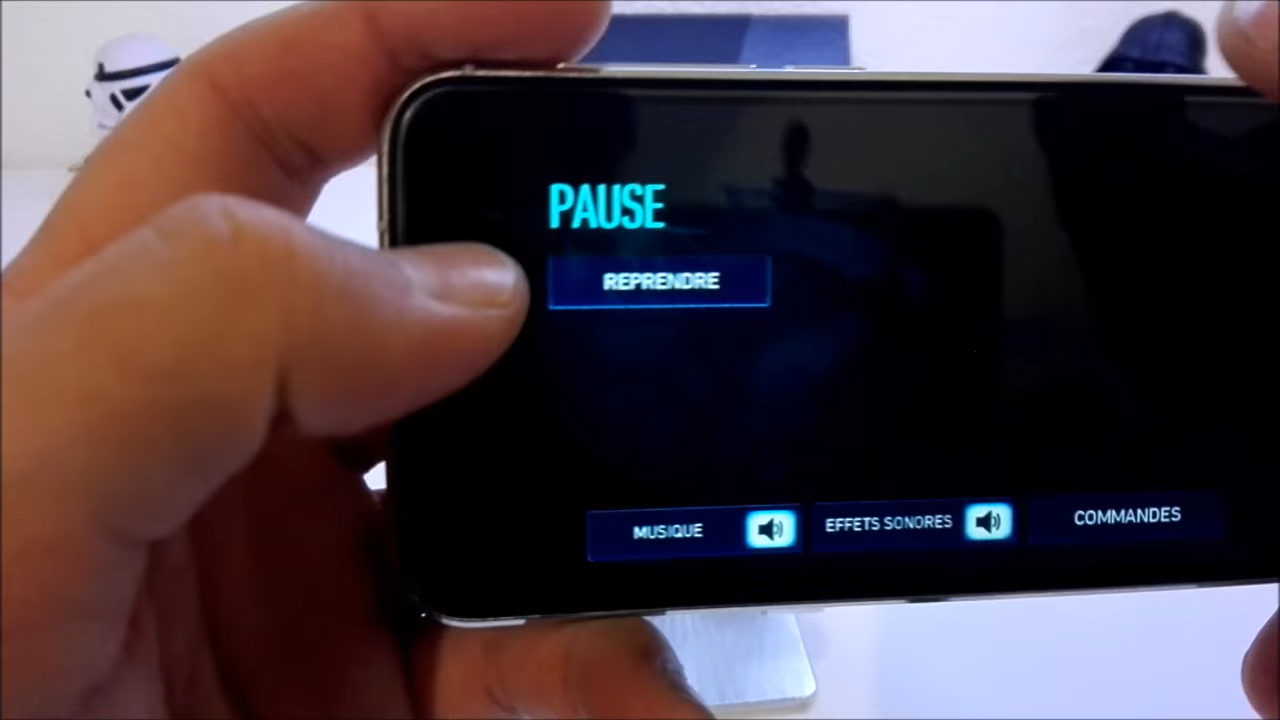 PAUSE
REPRENDRE
MUSIQUE
EFFETS SONORES
COMMANDES